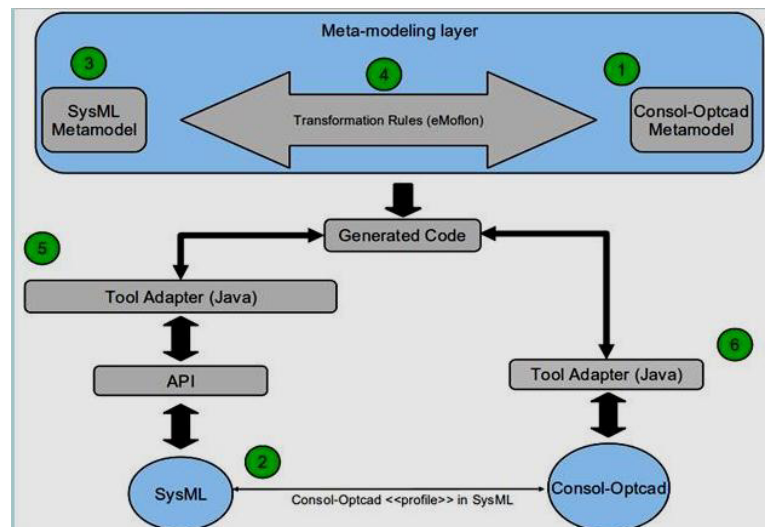 Meta-modeling layer
3
4
1
SysML
Metamodel
Transformation Rules (eMoflon)
Consol-Optcad
Metamodel
Generated Code
5
Tool Adapter (Java)
6
API
Tool Adapter (Java)
2
SysML
Consol-Optcad <<profile>> in SysML
Consol-Optcad